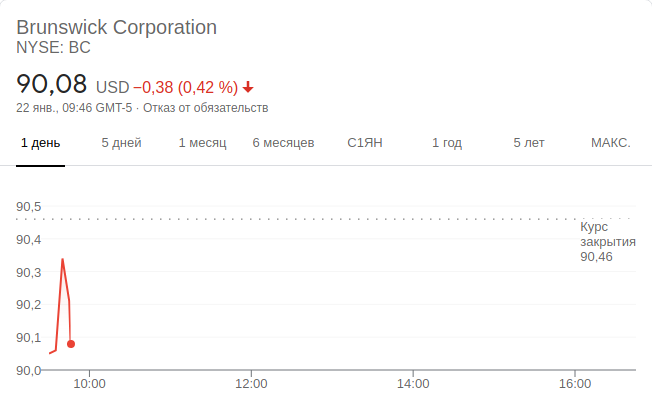 Brunswick Corporation
NYSE: BC
90,08 USD −0,38 (0,42 %)
22 янв., 09:46 GMT-5 · Отказ от обязательств
1 день 5 дней 1 месяц 6 месяцев С1ЯН 1 год 5 лет МАКС.
90,5
Курс
90,4 закрытия
90,46
90,3
90,2
90,1
90,0
10:00 12:00 14:00 16:00